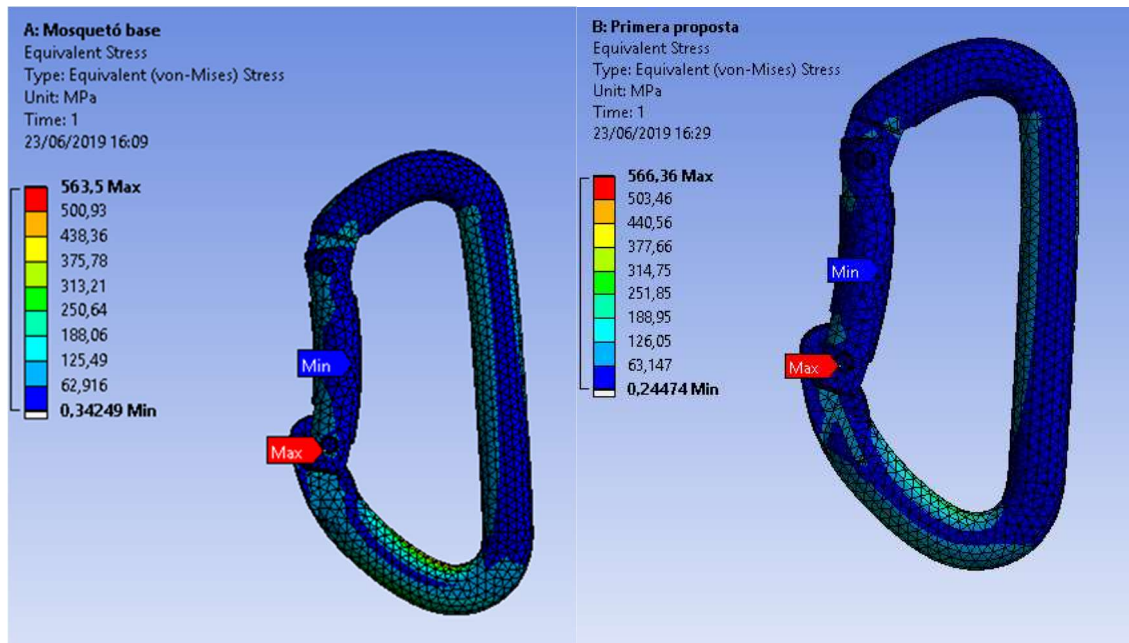 A: Mosquetó base
Equivalent Stress
Type: Equivalent (von-Mises) Stress
Unit: MPa
Time: 1
23/06/2019 16:09
563,5 Max
500,93
438,36
375,78
313,21
250,64
188,06
125,49
62,916
0,34249 Min
Min
Max
B: Primera proposta
Equivalent Stress
Type: Equivalent (von-Mises) Stress
Unit: MPa
Time: 1
23/06/2019 16:29
566,36 Max
503,46
440,56
377,66
314,75
251,85
188,95
126,05
63,147
0,24474 Min
Min
Max